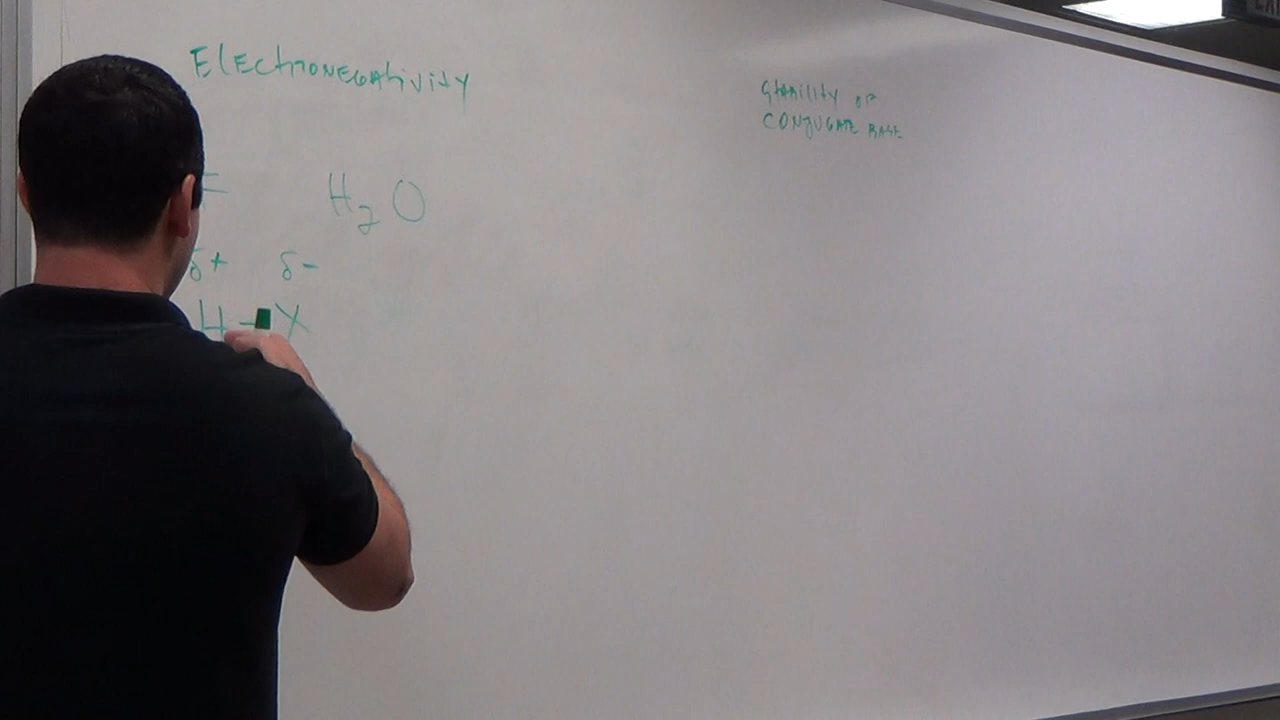 Electronegativity
Stability of
conjugate base
H2O
δ+ δ-
H - X